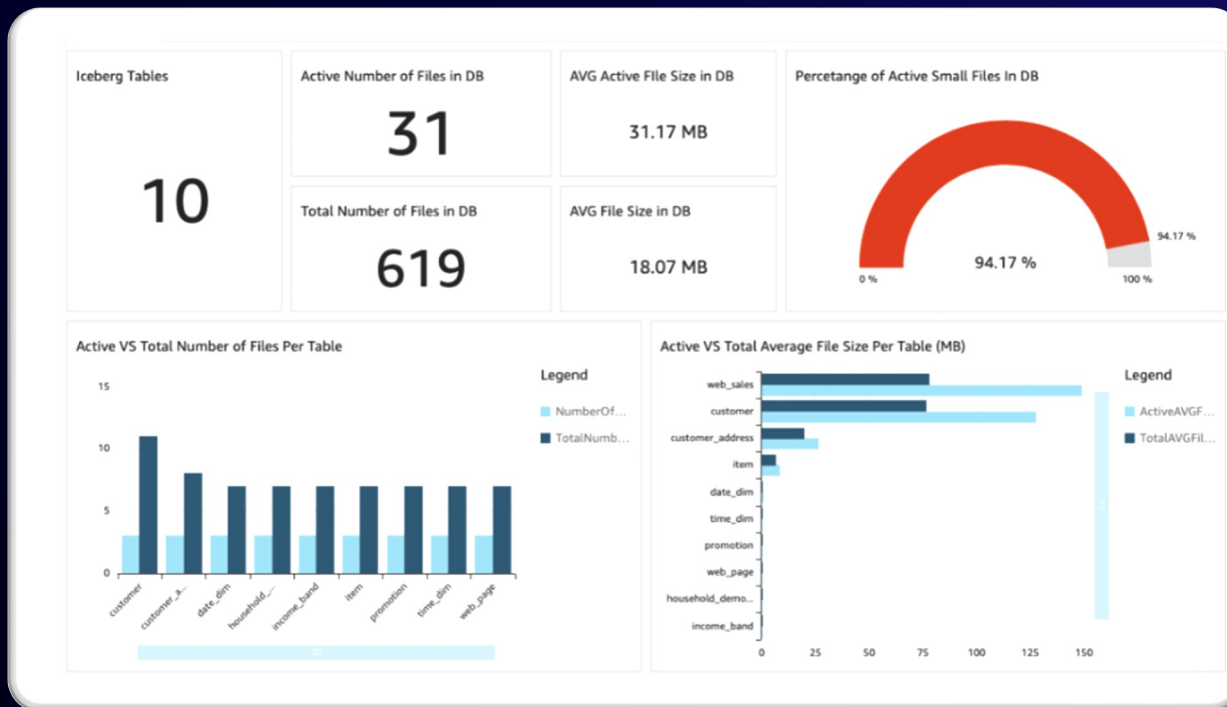 Iceberg Tables
10
Active Number of Files in DB
31
Total Number of Files in DB
619
AVG Active FIle Size in DB
31.17 MB
AVG File Size in DB
18.07 MB
Percetange of Active Small Files In DB
94.17 %
94.17 %
0 %
100 %
Active VS Total Number of Files Per Table
15
10
5
0
customer
customer_a...
date_dim
household_...
income_band
item
promotion
time_dim
web_page
Legend
NumberOf...
TotalNumb...
Active VS Total Average File Size Per Table (MB)
web_sales
customer
customer_address
item
date_dim
time_dim
promotion
web_page
household_demo...
income_band
0 25 50 75 100 125 150
Legend
ActiveAVGF...
TotalAVGFil...